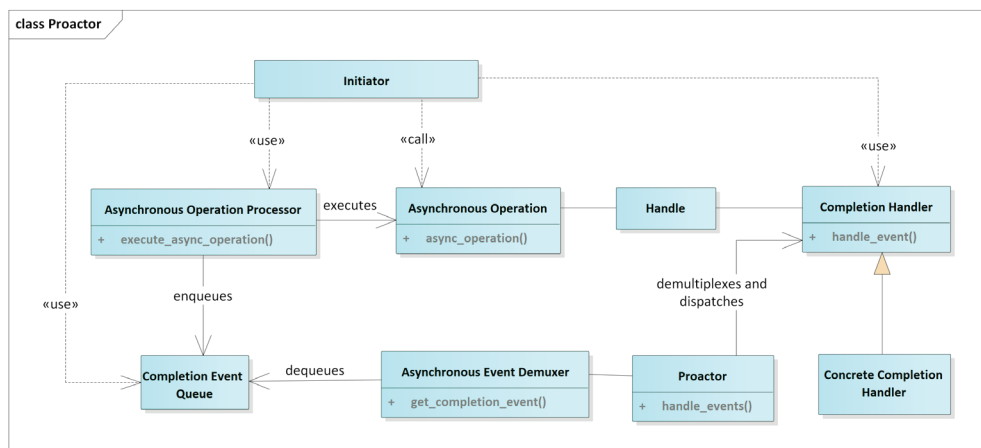 class Proactor
Initiator
«use»
«call»
«use»
Asynchronous Operation Processor
+ execute_async_operation()
executes
Asynchronous Operation
+ async_operation()
Handle
Completion Handler
+ handle_event()
«use»
enqueues
demultiplexes and
dispatches
Completion Event
Queue
dequeues
Asynchronous Event Demuxer
+ get_completion_event()
Proactor
+ handle_events()
Concrete Completion
Handler